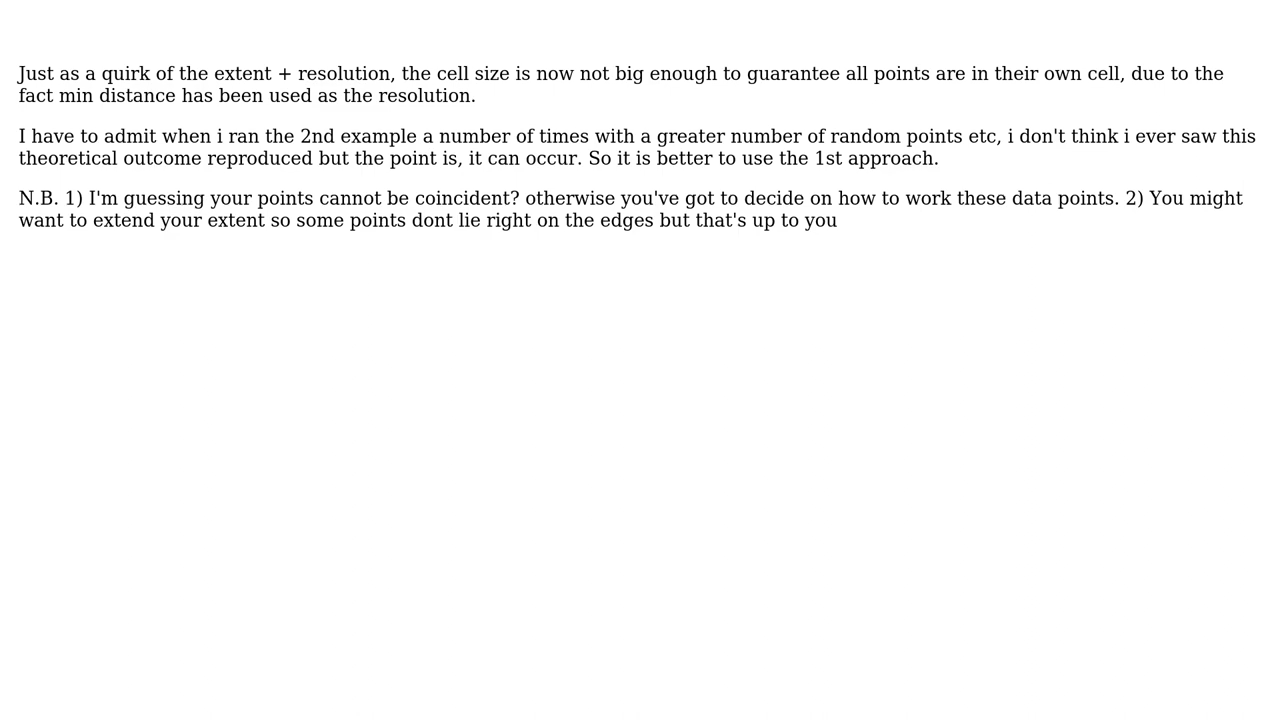 Just as a quirk of the extent + resolution, the cell size is now not big enough to guarantee all points are in their own cell, due to the
fact min distance has been used as the resolution.
I have to admit when i ran the 2nd example a number of times with a greater number of random points etc, i don't think i ever saw this
theoretical outcome reproduced but the point is, it can occur. So it is better to use the 1st approach.
N.B. 1) I'm guessing your points cannot be coincident? otherwise you've got to decide on how to work these data points. 2) You might
want to extend your extent so some points dont lie right on the edges but that's up to you